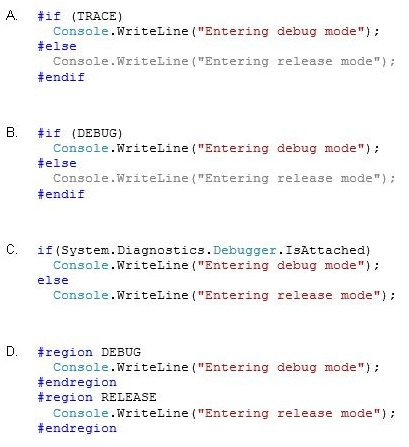 A. #if (TRACE)
Console.WriteLine("Entering debug mode");
#else
Console.WriteLine("Entering release mode");
#endif
B. #if (DEBUG)
Console.WriteLine("Entering debug mode");
#else
Console.WriteLine("Entering release mode");
#endif
C. if(System.Diagnostics.Debugger.IsAttached)
Console.WriteLine("Entering debug mode");
else
Console.WriteLine("Entering release mode");
D. #region DEBUG
Console.WriteLine("Entering debug mode");
#endregion
#region RELEASE
Console.WriteLine("Entering release mode");
#endregion